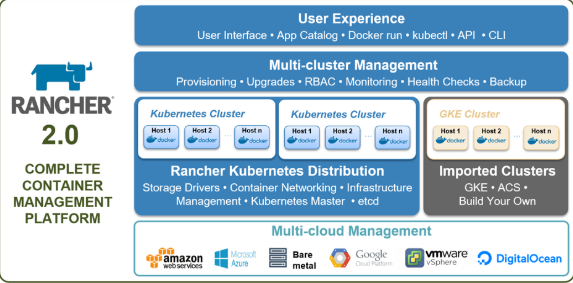 RANCHER®
2.0
COMPLETE
CONTAINER
MANAGEMENT
PLATFORM
User Experience
User Interface • App Catalog • Docker run • kubectl • API • CLI
Multi-cluster Management
Provisioning • Upgrades • RBAC • Monitoring • Health Checks • Backup
Kubernetes Cluster
Host 1 Host 2 ... Host n
docker docker docker
Kubernetes Cluster
Host 1 Host 2 ... Host n
docker docker docker
Rancher Kubernetes Distribution
Storage Drivers • Container Networking • Infrastructure
Management • Kubernetes Master • etcd
GKE Cluster
Host 1 Host 2 ... Host n
docker docker docker
Imported Clusters
GKE • ACS •
Build Your Own
Multi-cloud Management
amazon
web services
Microsoft
Azure
Bare
metal
Google
Cloud Platform
vmware
vSphere
DigitalOcean